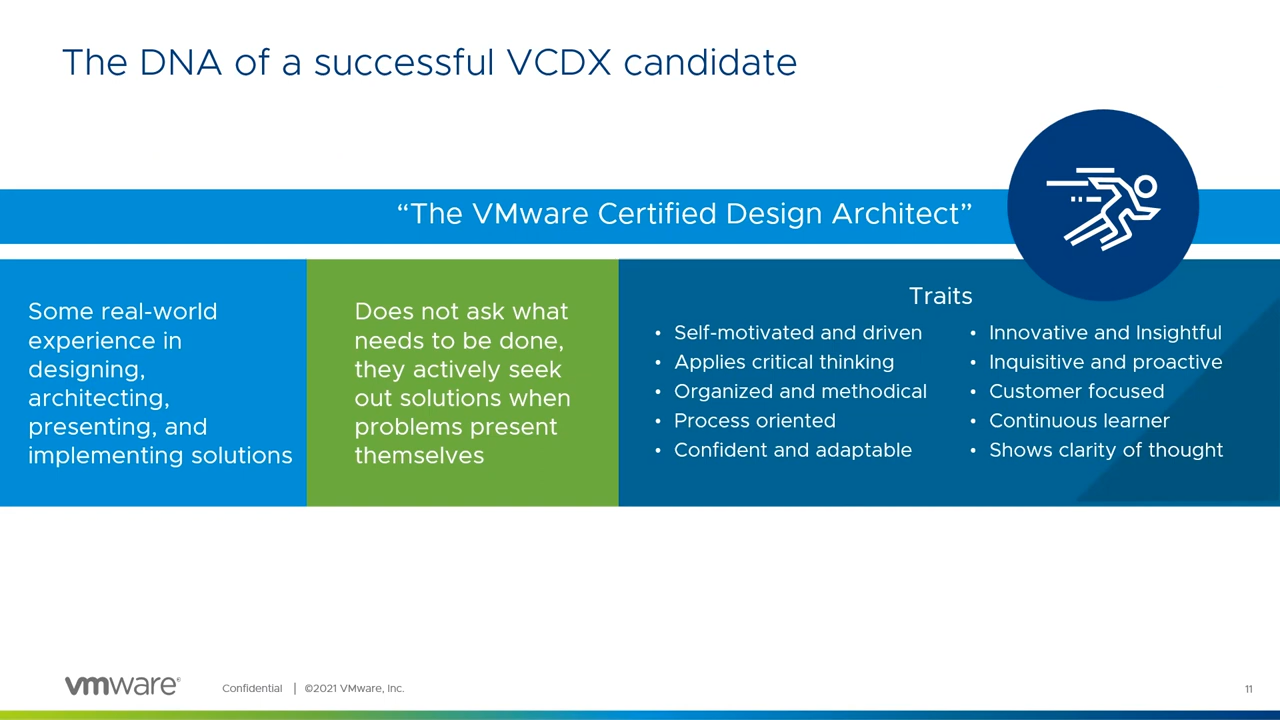 The DNA of a successful VCDX candidate
“The VMware Certified Design Architect”
Some real-world
experience in
designing,
architecting,
presenting, and
implementing solutions
Does not ask what
needs to be done,
they actively seek
out solutions when
problems present
themselves
Traits
• Self-motivated and driven
• Applies critical thinking
• Organized and methodical
• Process oriented
• Confident and adaptable
• Innovative and Insightful
• Inquisitive and proactive
• Customer focused
• Continuous learner
• Shows clarity of thought
vmware®
Confidential | ©2021 VMware, Inc.
11